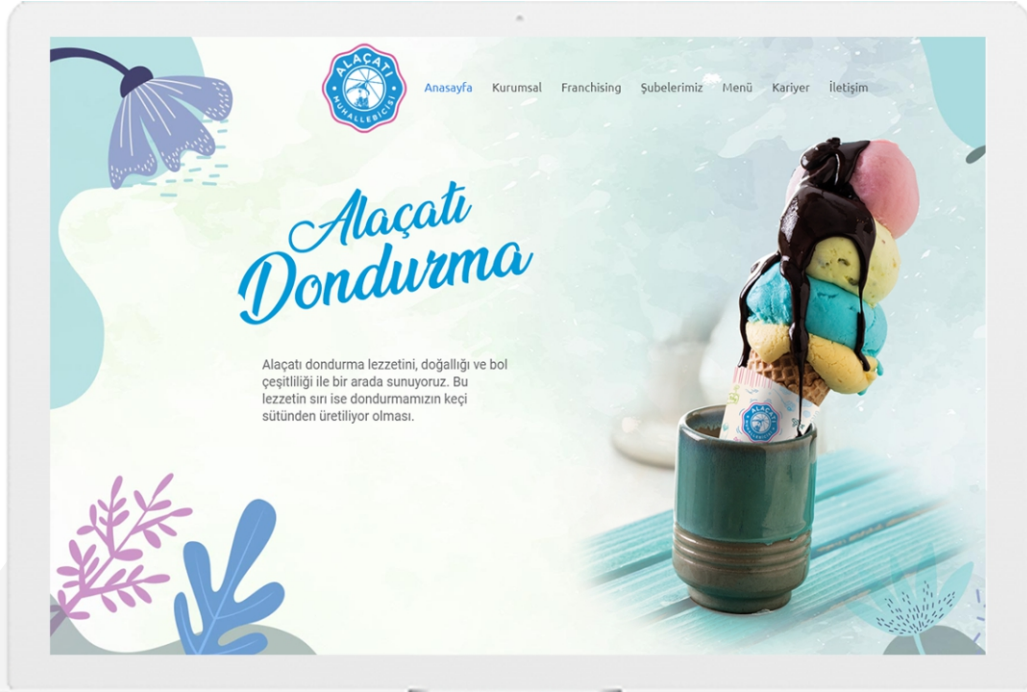 ALAÇATI
MUHALLEBİCİSİ
Anasayfa Kurumsal Franchising Şubelerimiz Menü Kariyer İletişim
Alaçatı
Dondurma
Alaçatı dondurma lezzetini, doğallığı ve bol
çeşitliliği ile bir arada sunuyoruz. Bu
lezzetin sırı ise dondurmamızın keçi
sütünden üretiliyor olması.
ALAÇATI